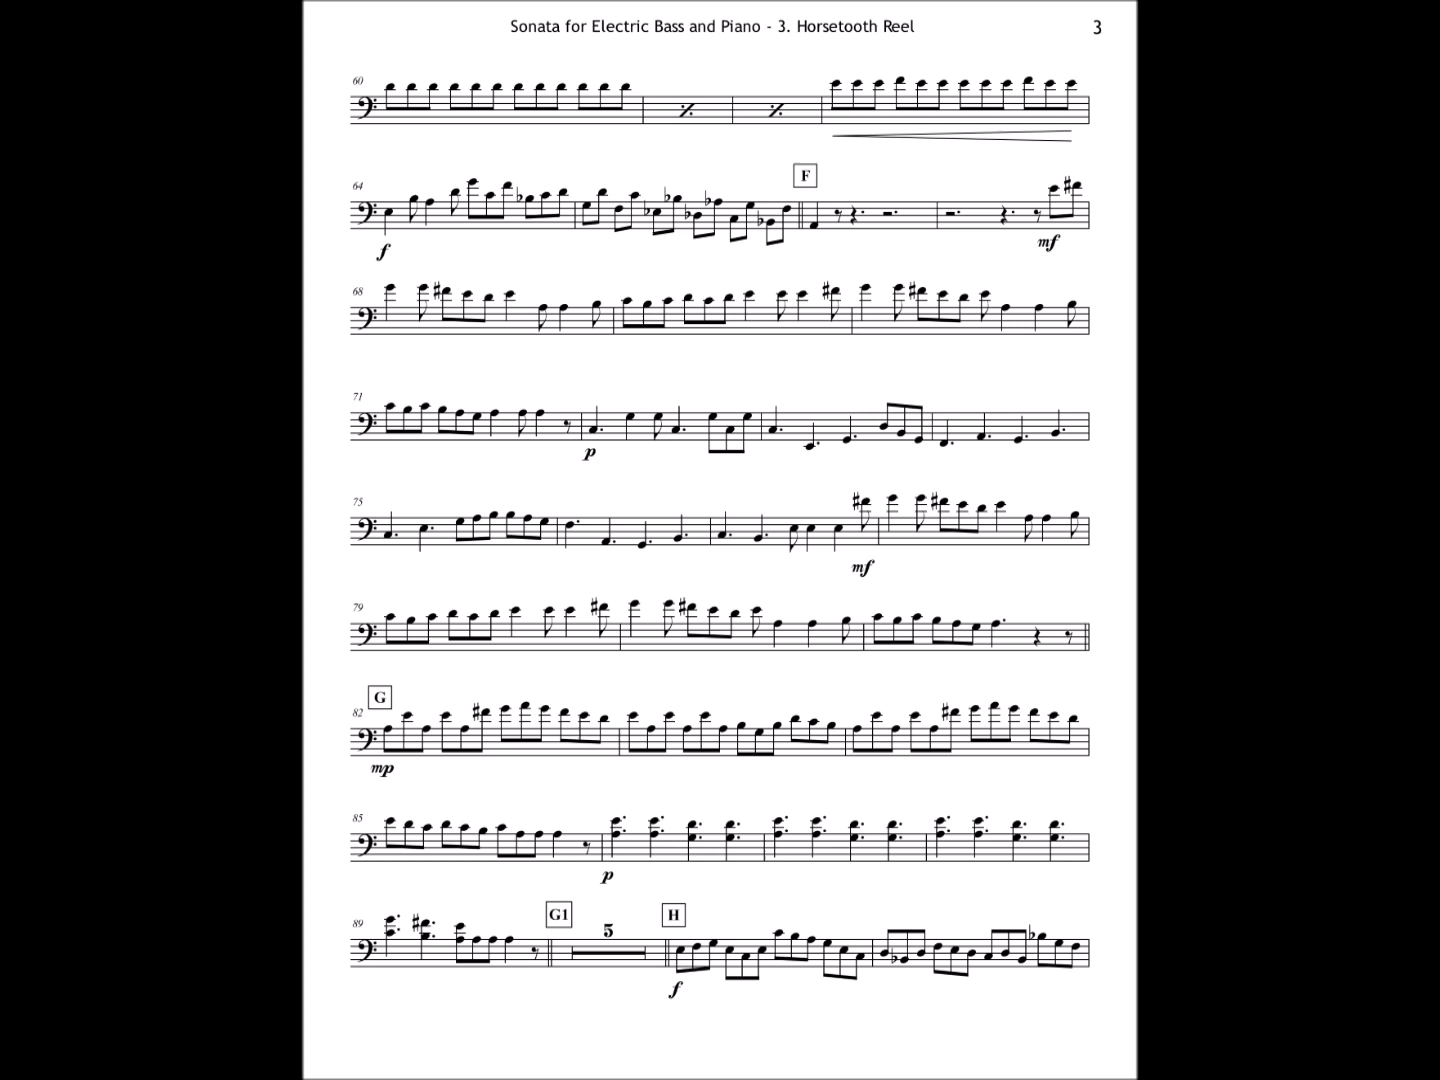 Sonata for Electric Bass and Piano - 3. Horsetooth Reel
3
60
64
F
f
mf
68
71
p
75
mf
79
G
82
mp
85
p
89
G1
5
H
f